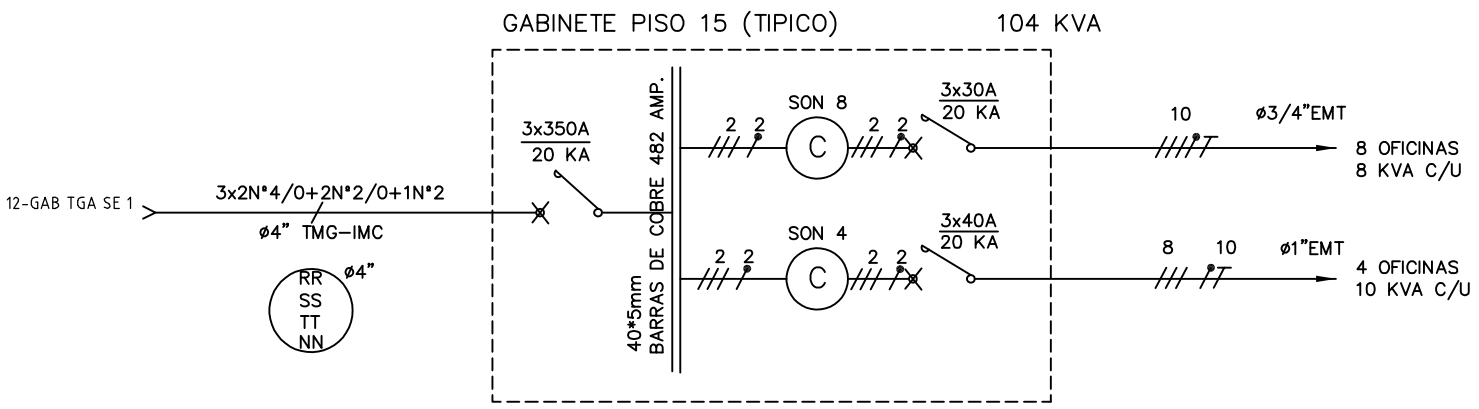 GABINETE PISO 15 (TIPICO)
104 KVA
12-GAB TGA SE 1
3x2N°4/0+2N°2/0+1N°2
ø4" TMG-IMC
ø4"
RR
SS
TT
NN
3x350A
20 KA
40*5mm
BARRAS DE COBRE 482 AMP.
2 2
SON 8
C
2 2
3x30A
20 KA
10
ø3/4"EMT
8 OFICINAS
8 KVA C/U
2 2
SON 4
C
2 2
3x40A
20 KA
8 10
ø1"EMT
4 OFICINAS
10 KVA C/U